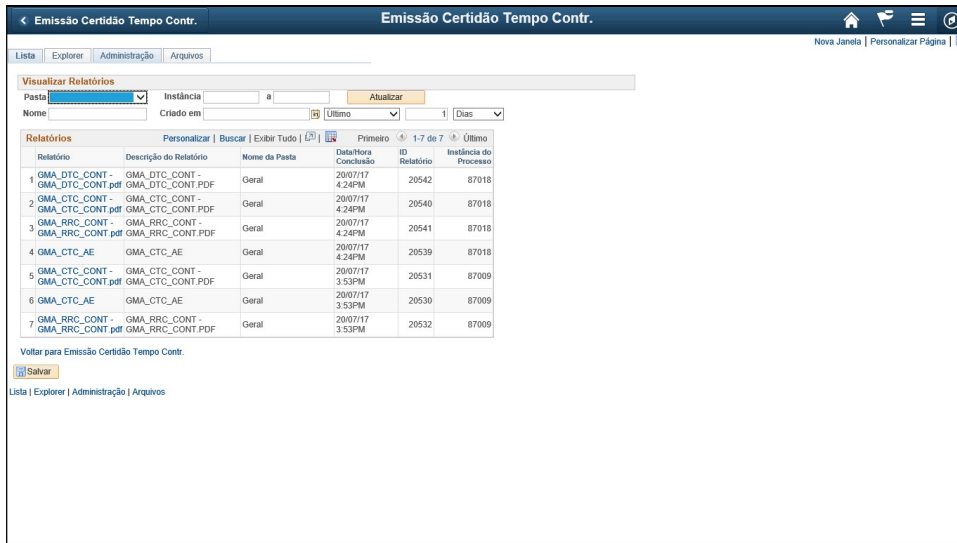 Emissão Certidão Tempo Contr.
Emissão Certidão Tempo Contr.
Nova Janela | Personalizar Página |
Lista Explorer Administração Arquivos
Visualizar Relatórios
Pasta Instância a Atualizar
Nome Criado em Último 1 Dias
Relatórios Personalizar | Buscar | Exibir Tudo | | Primeiro 1-7 de 7 Último
Relatório Descrição do Relatório Nome da Pasta Data/Hora Conclusão ID Relatório Instância do Processo
1 GMA_DTC_CONT - GMA_DTC_CONT.pdf GMA_DTC_CONT - GMA_DTC_CONT.PDF Geral 20/07/17 4:24PM 20542 87018
2 GMA_CTC_CONT - GMA_CTC_CONT.pdf GMA_CTC_CONT - GMA_CTC_CONT.PDF Geral 20/07/17 4:24PM 20540 87018
3 GMA_RRC_CONT - GMA_RRC_CONT.pdf GMA_RRC_CONT - GMA_RRC_CONT.PDF Geral 20/07/17 4:24PM 20541 87018
4 GMA_CTC_AE GMA_CTC_AE Geral 20/07/17 4:24PM 20539 87018
5 GMA_CTC_CONT - GMA_CTC_CONT.pdf GMA_CTC_CONT - GMA_CTC_CONT.PDF Geral 20/07/17 3:53PM 20531 87009
6 GMA_CTC_AE GMA_CTC_AE Geral 20/07/17 3:53PM 20530 87009
7 GMA_RRC_CONT - GMA_RRC_CONT.pdf GMA_RRC_CONT - GMA_RRC_CONT.PDF Geral 20/07/17 3:53PM 20532 87009
Voltar para Emissão Certidão Tempo Contr.
Salvar
Lista | Explorer | Administração | Arquivos